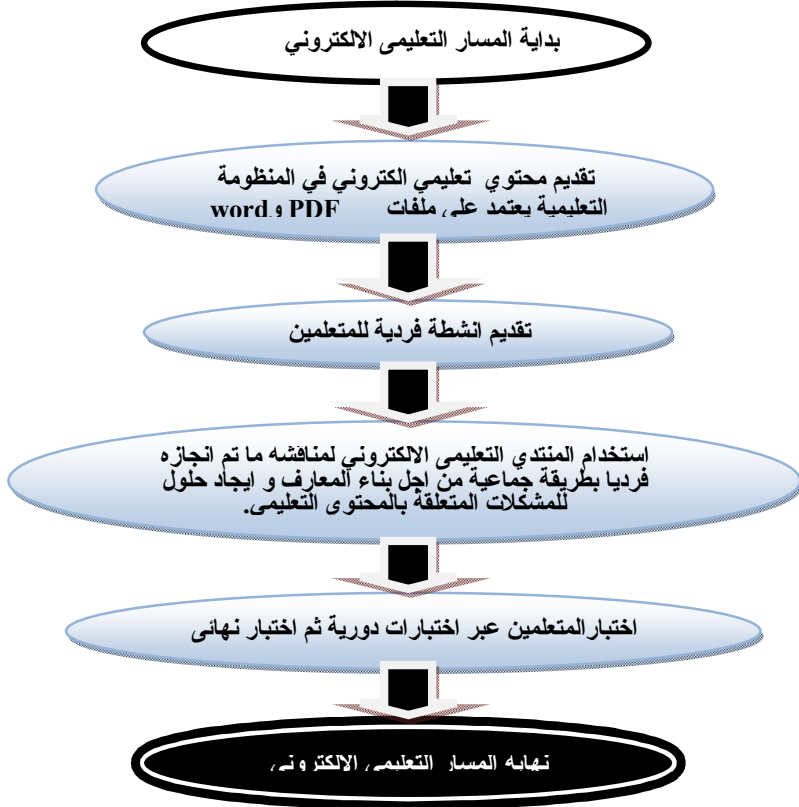 بداية المسار التعليمى الالكتروني
تقديم محتوي تعليمي الكتروني في المنظومة
التعليمية يعتمد على ملفات PDF و word
تقديم انشطة فردية للمتعلمين
استخدام المنتدي التعليمى الالكتروني لمناقشه ما تم انجازه
فرديا بطريقة جماعية من اجل بناء المعارف و ايجاد حلول
للمشكلات المتعلقة بالمحتوى التعليمى.
اختبارالمتعلمين عبر اختبارات دورية ثم اختبار نهائى
نهايه المسار التعليمى الالكترونى